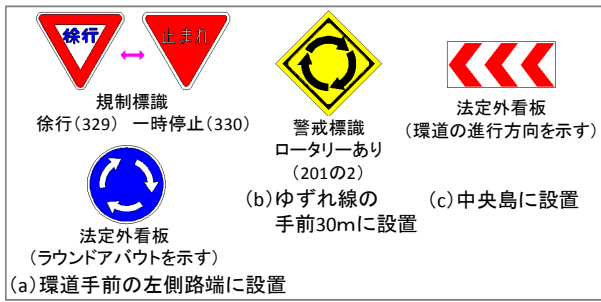 徐行
止まれ
規制標識
徐行(329) 一時停止(330)
法定外看板
(ラウンドアバウトを示す)
(a)環道手前の左側路端に設置
警戒標識
ロータリーあり
(201の2)
(b)ゆずれ線の
手前30mに設置
法定外看板
(環道の進行方向を示す)
(c)中央島に設置